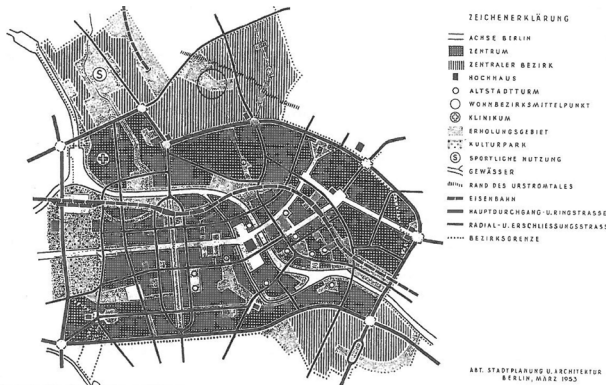 ZEICHENERKLÄRUNG
ACHSE BERLIN
ZENTRUM
ZENTRALER BEZIRK
HOCHHAUS
ALTSTADTTURM
WOHNBEZIRKSMITTELPUNKT
KLINIKUM
ERHOLUNGSGEBIET
KULTURPARK
S SPORTLICHE NUTZUNG
GEWÄSSER
RAND DES URSTROMTALES
EISENBAHN
HAUPTDURCHGANG-U.RINGSTRASSE
RADIAL-U.ERSCHLIESSUNGSSTRASS
BEZIRKSGRENZE
S
ABT. STADTPLANUNG U. ARCHITEKTUR
BERLIN, MÄRZ 1953